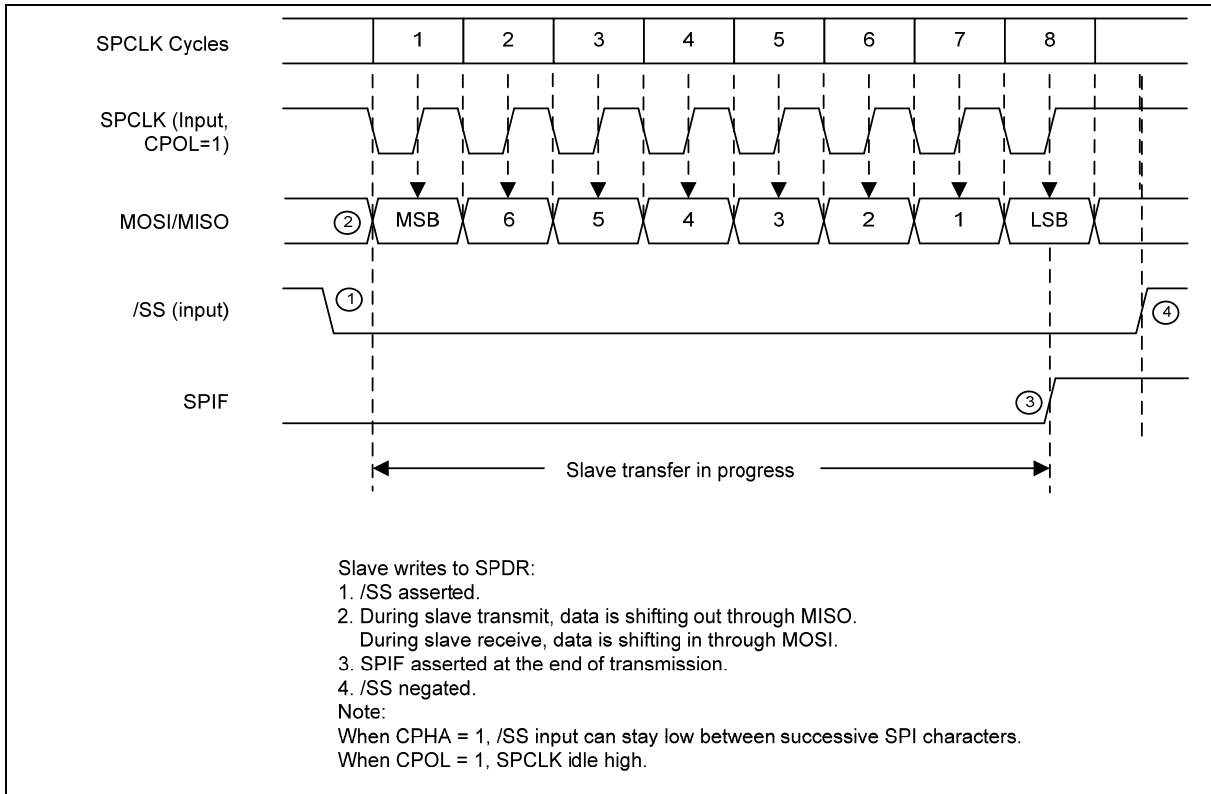 SPCLK Cycles 1 2 3 4 5 6 7 8
SPCLK (Input,
CPOL=1)
MOSI/MISO 2 MSB 6 5 4 3 2 1 LSB
/SS (input) 1 4
SPIF 3
Slave transfer in progress
Slave writes to SPDR:
1. /SS asserted.
2. During slave transmit, data is shifting out through MISO.
During slave receive, data is shifting in through MOSI.
3. SPIF asserted at the end of transmission.
4. /SS negated.
Note:
When CPHA = 1, /SS input can stay low between successive SPI characters.
When CPOL = 1, SPCLK idle high.